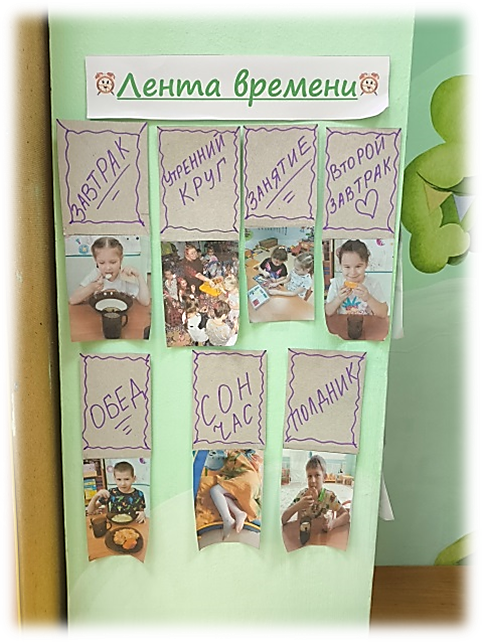 Лента времени
ЗАВТРАК
УТРЕННИЙ
КРУГ
ЗАНЯТИЕ
ВТОРОЙ
ЗАВТРАК
ОБЕД
СОН
ЧАС
ПОЛДНИК